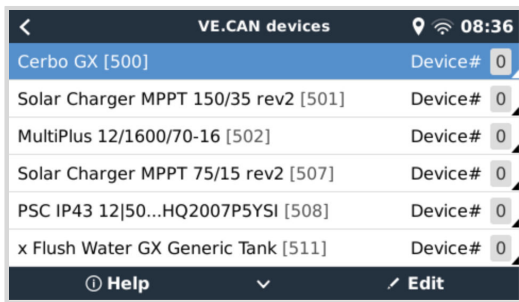 VE.CAN devices 08:36
Cerbo GX [500] Device# 0
Solar Charger MPPT 150/35 rev2 [501] Device# 0
MultiPlus 12/1600/70-16 [502] Device# 0
Solar Charger MPPT 75/15 rev2 [507] Device# 0
PSC IP43 12|50...HQ2007P5YSI [508] Device# 0
x Flush Water GX Generic Tank [511] Device# 0
Help Edit